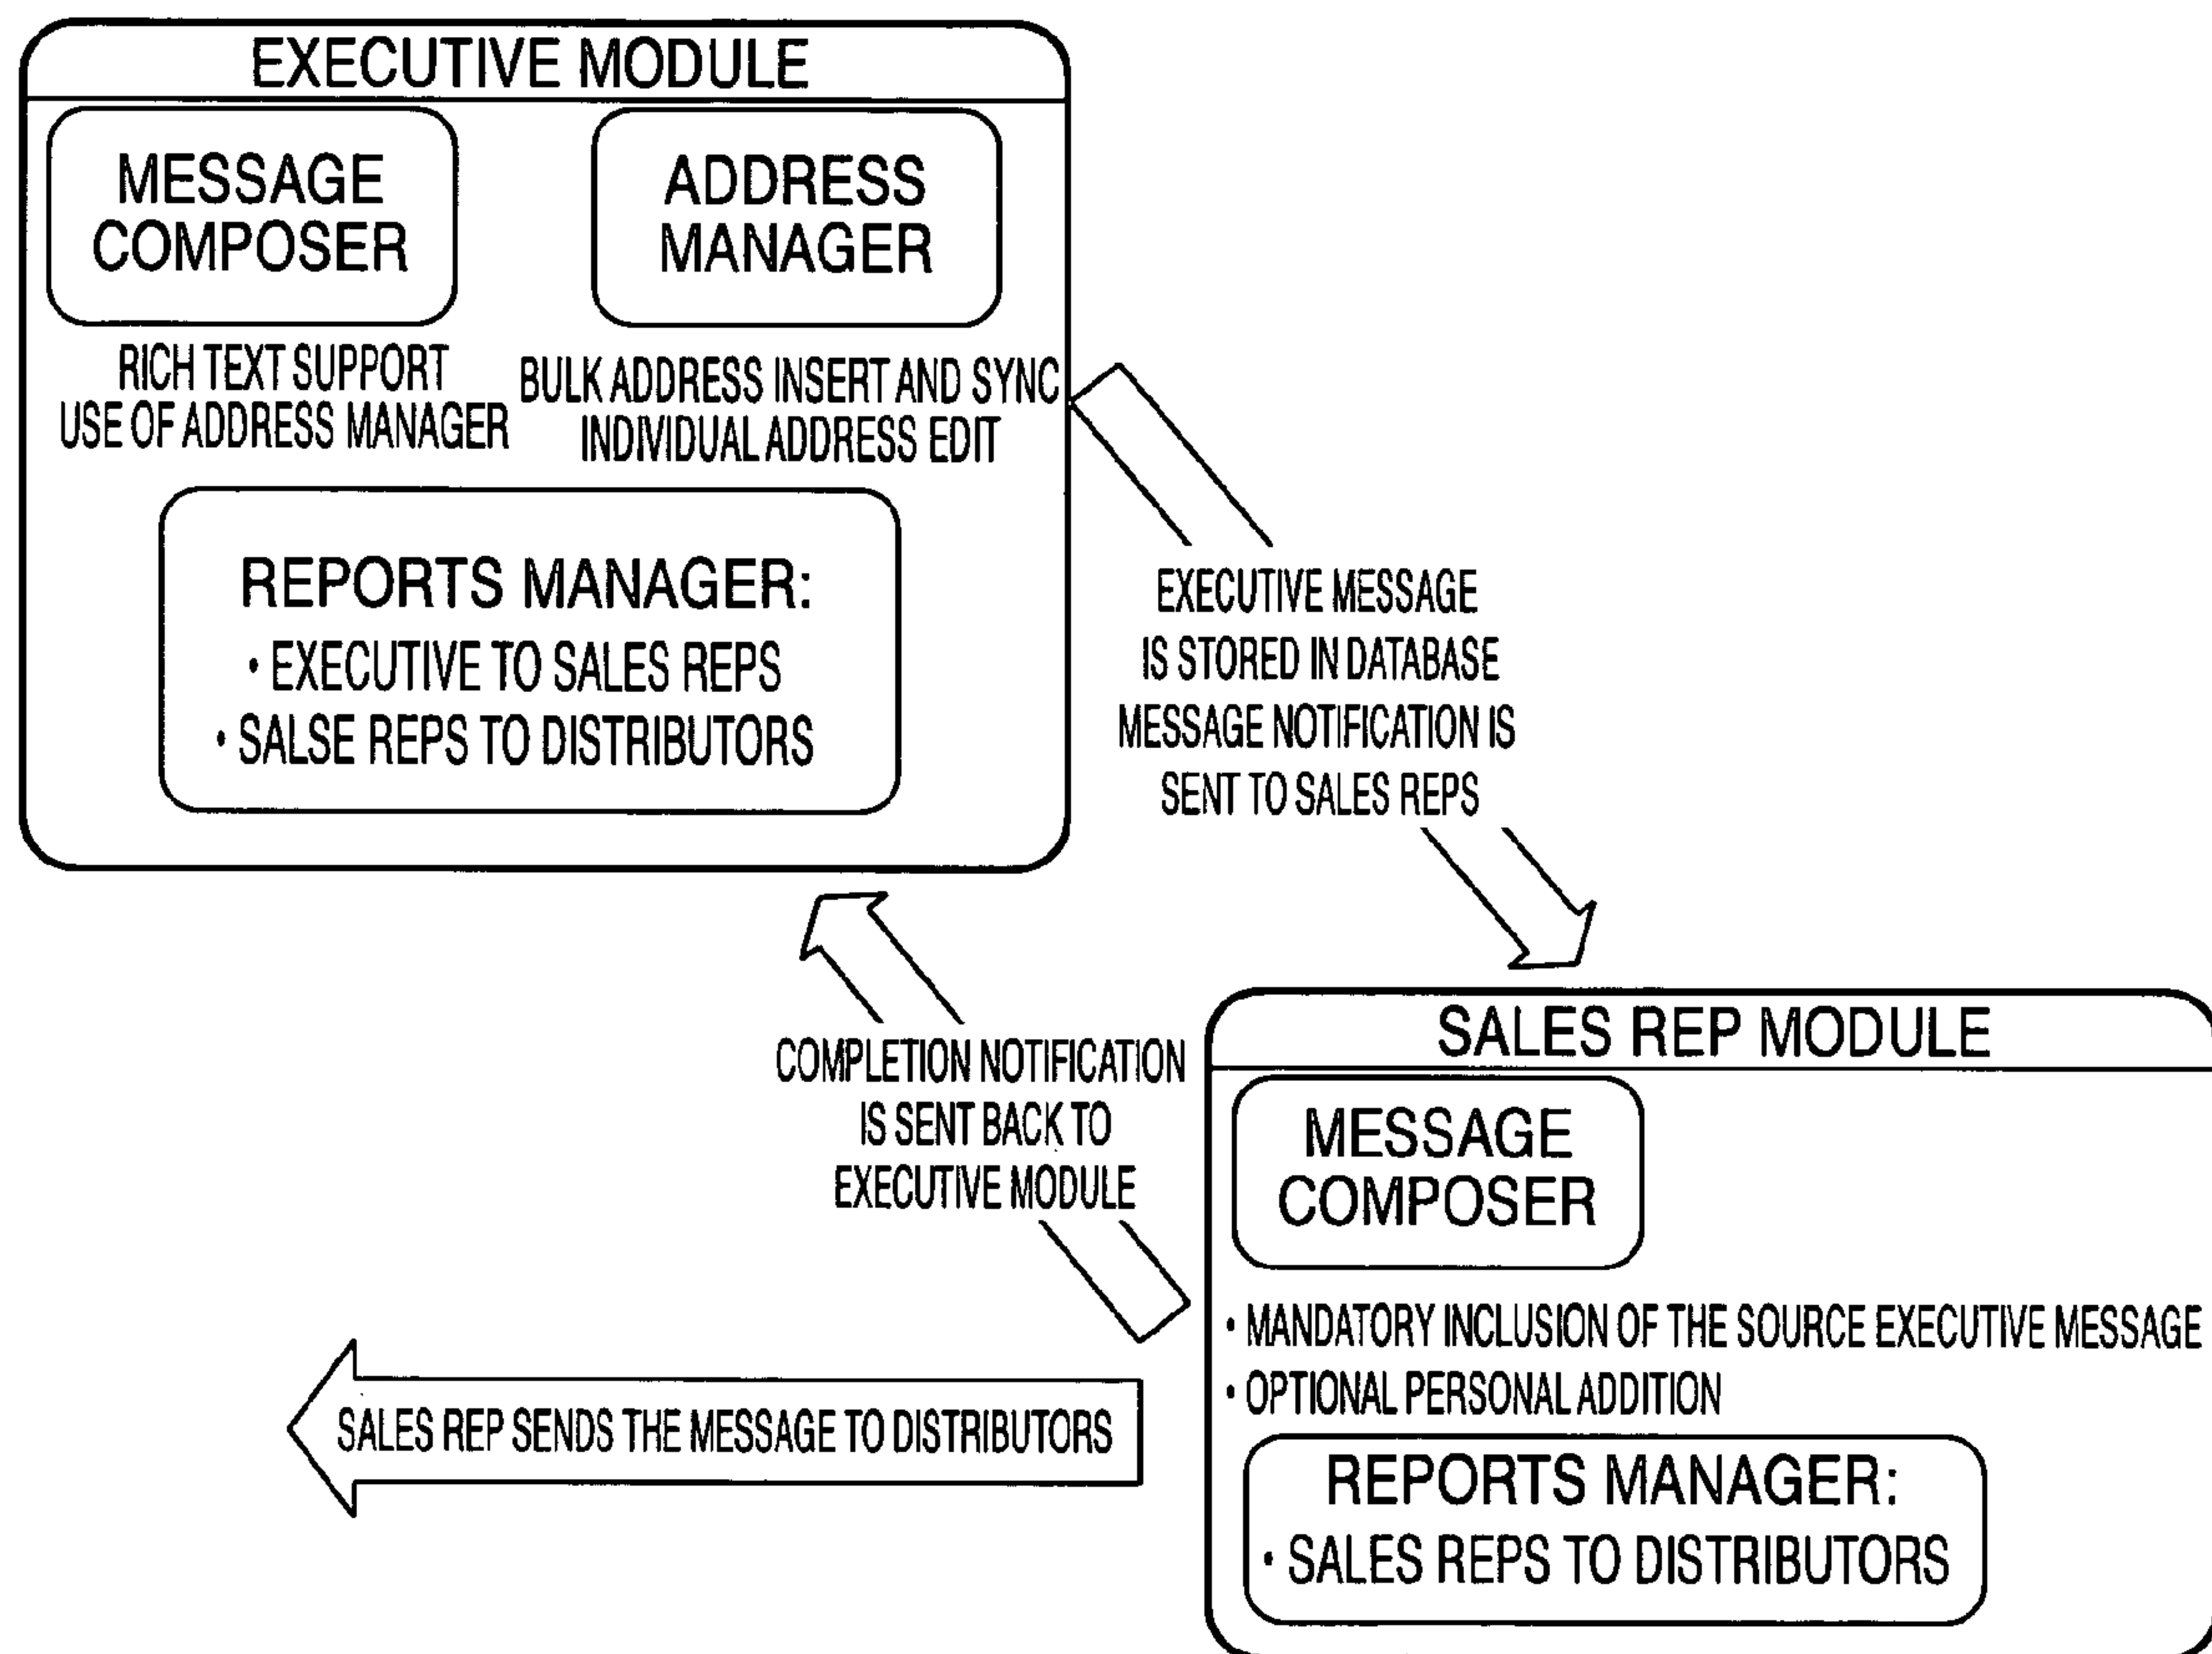 EXECUTIVE MODULE
MESSAGE
COMPOSER
RICH TEXT SUPPORT
USE OF ADDRESS MANAGER
ADDRESS
MANAGER
BULK ADDRESS INSERT AND SYNC
INDIVIDUAL ADDRESS EDIT
REPORTS MANAGER:
• EXECUTIVE TO SALES REPS
• SALSE REPS TO DISTRIBUTORS
EXECUTIVE MESSAGE
IS STORED IN DATABASE
MESSAGE NOTIFICATION IS
SENT TO SALES REPS
COMPLETION NOTIFICATION
IS SENT BACK TO
EXECUTIVE MODULE
SALES REP MODULE
MESSAGE
COMPOSER
• MANDATORY INCLUSION OF THE SOURCE EXECUTIVE MESSAGE
• OPTIONAL PERSONAL ADDITION
REPORTS MANAGER:
• SALES REPS TO DISTRIBUTORS
SALES REP SENDS THE MESSAGE TO DISTRIBUTORS